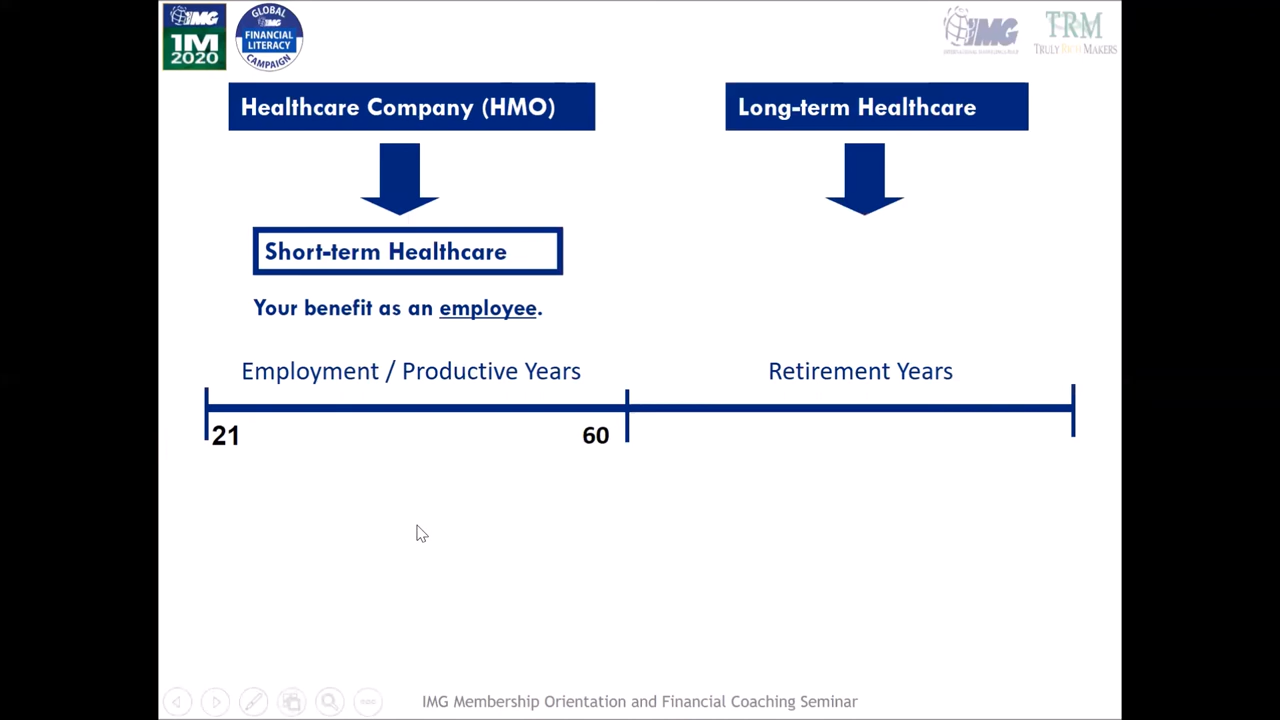 IMG
1M
2020
GLOBAL
IMG
FINANCIAL
LITERACY
CAMPAIGN
IMG
TRM
TRULY RICH MAKERS
Healthcare Company (HMO)
Long-term Healthcare
Short-term Healthcare
Your benefit as an employee.
Employment / Productive Years
Retirement Years
21
60
IMG Membership Orientation and Financial Coaching Seminar